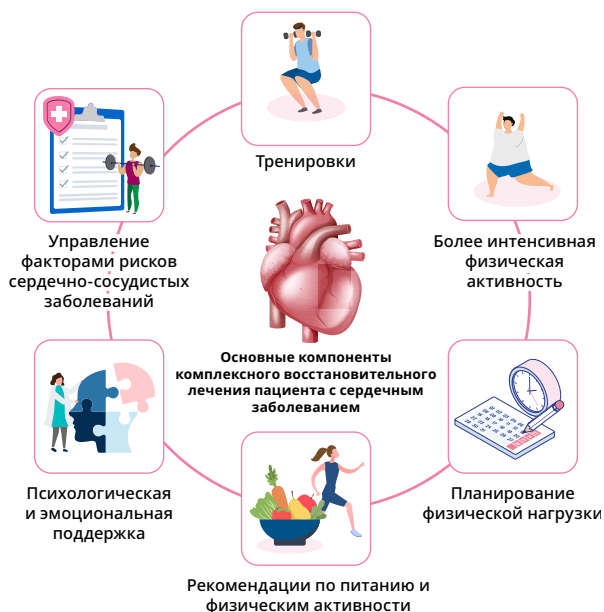 Тренировки
Более интенсивная
физическая
активность
Планирование
физической нагрузки
Рекомендации по питанию и
физическим активности
Психологическая
и эмоциональная
поддержка
Управление
факторами рисков
сердечно-сосудистых
заболеваний
Основные компоненты
комплексного восстановительного
лечения пациента с сердечным
заболеванием